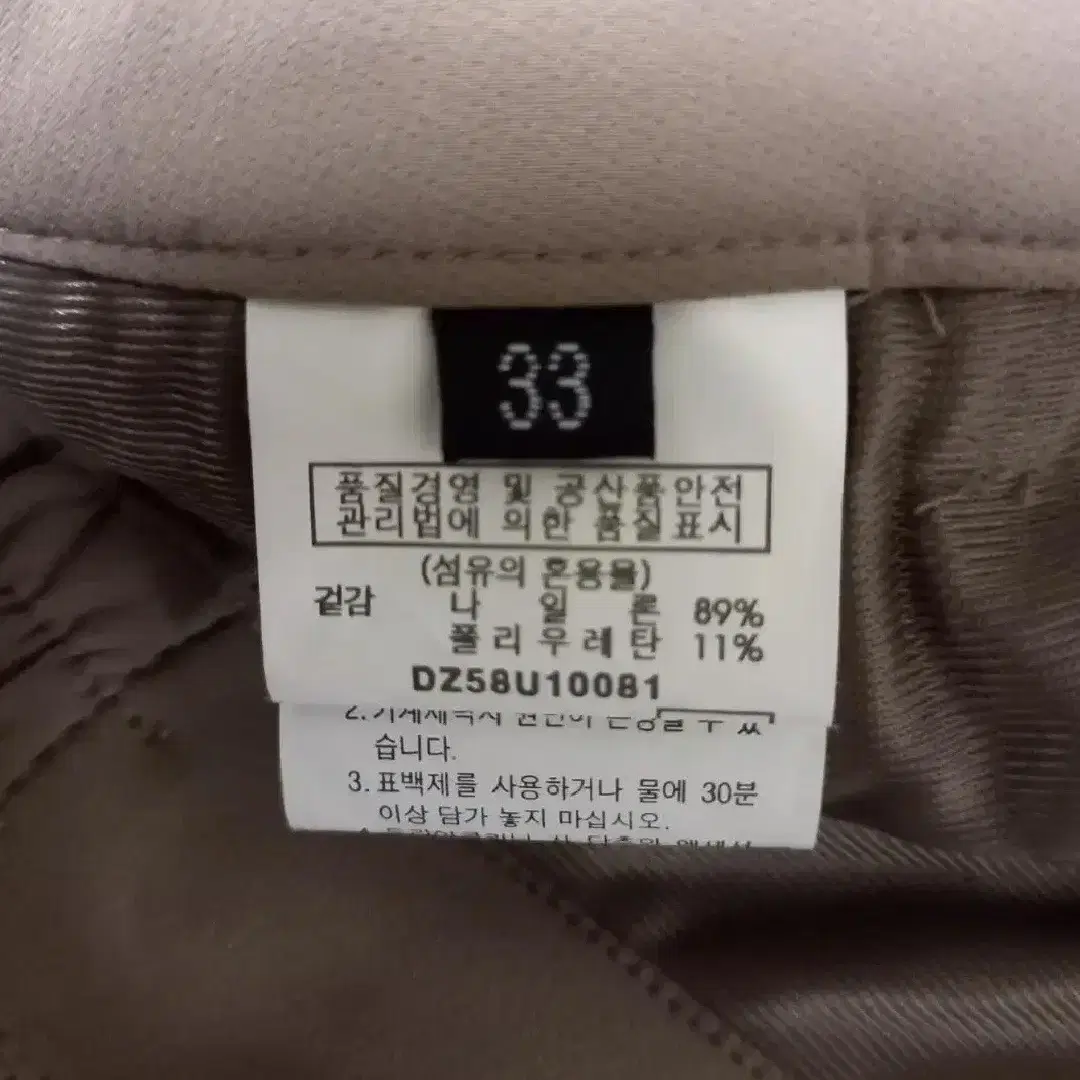 33
품질경영 및 공산품안전
관리법에 의한 품질표시
(섬유의 혼용율)
겉감 나 일 론 89%
폴리우레탄 11%
DZ58U10081
습니다.
3. 표백제를 사용하거나 물에 30분
이상 담가 놓지 마십시오.